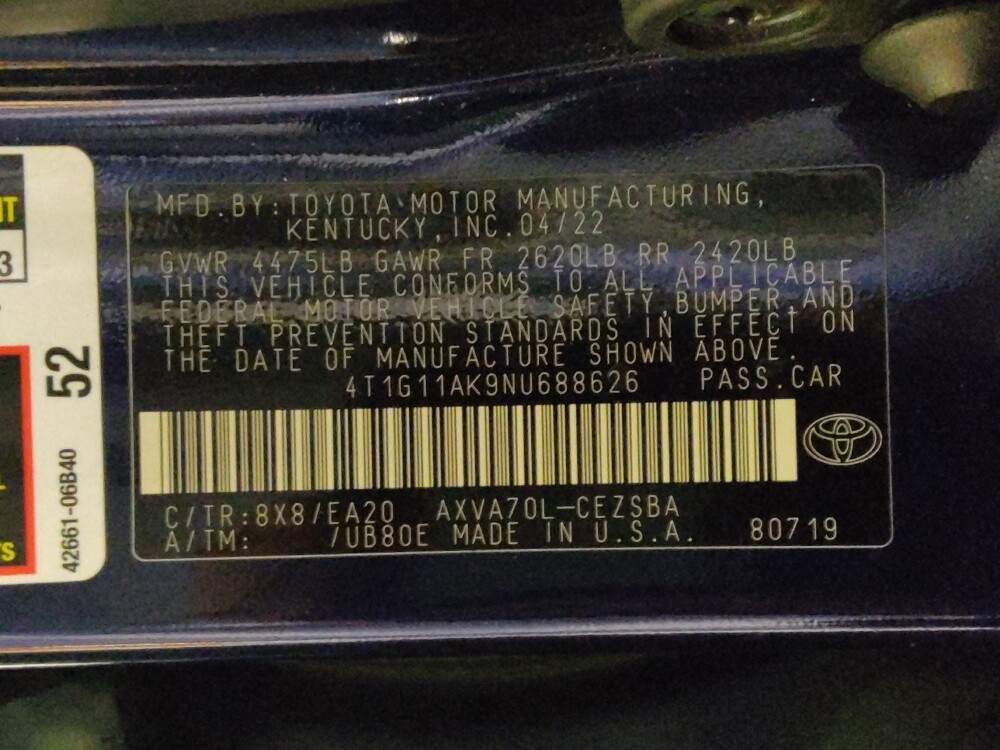 MFD.BY:TOYOTA MOTOR MANUFACTURING,
KENTUCKY,INC.04/22
GVWR 4475LB GAWR FR 2620LB RR 2420LB
THIS VEHICLE CONFORMS TO ALL APPLICABLE
FEDERAL MOTOR VEHICLE SAFETY,BUMPER,AND
THEFT PREVENTION STANDARDS IN EFFECT ON
THE DATE OF MANUFACTURE SHOWN ABOVE.
4T1G11AK9NU688626 PASS.CAR
C/TR:8X8/EA20 AXVA70L-CEZSBA
A/TM: /UB80E MADE IN U.S.A. 80719
52
42661-06B40
3